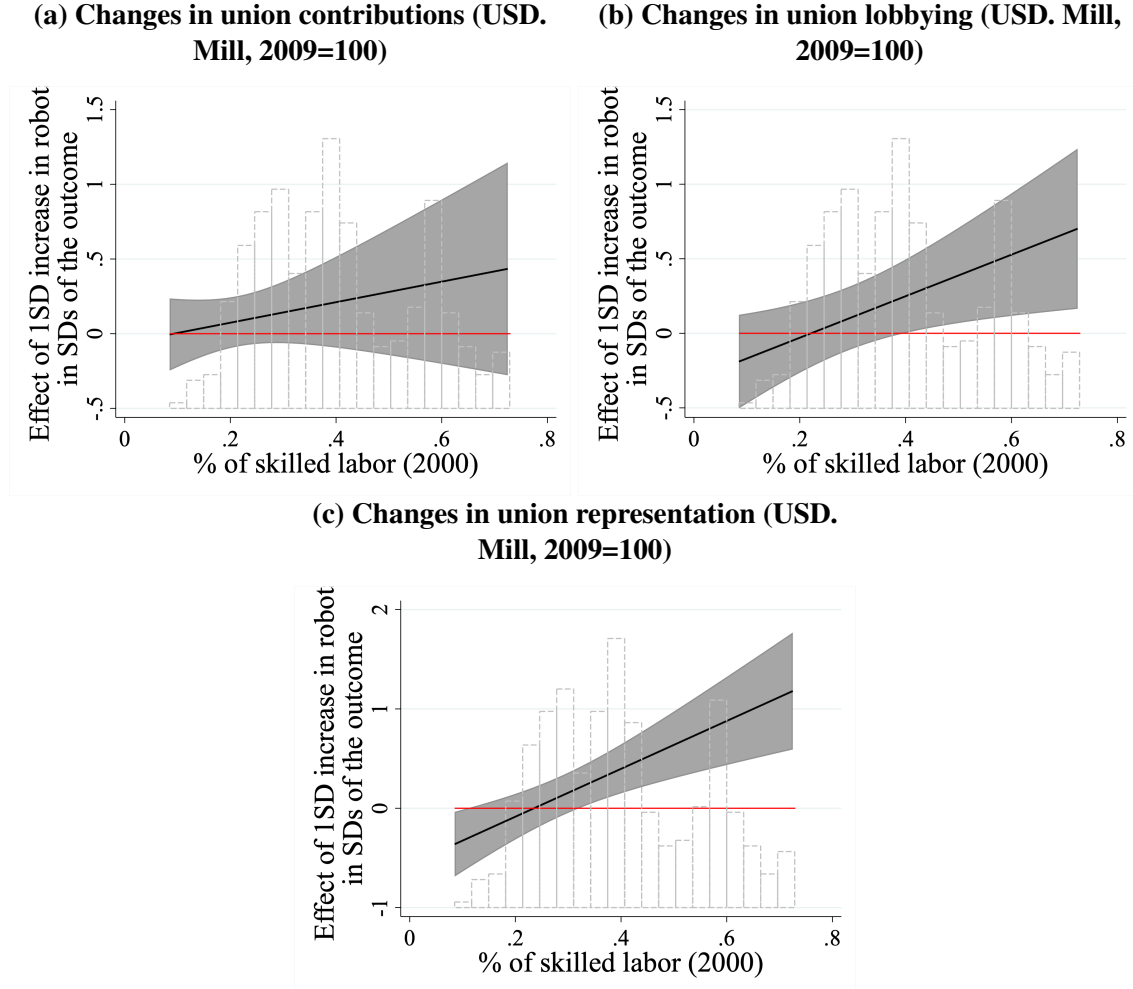 (a) Changes in union contributions (USD.
Mill, 2009=100)
Effect of 1SD increase in robot
in SDs of the outcome
1.5
1
.5
0
-.5
0 .2 .4 .6 .8
% of skilled labor (2000)
(b) Changes in union lobbying (USD. Mill,
2009=100)
Effect of 1SD increase in robot
in SDs of the outcome
1.5
1
.5
0
-.5
0 .2 .4 .6 .8
% of skilled labor (2000)
(c) Changes in union representation (USD.
Mill, 2009=100)
Effect of 1SD increase in robot
in SDs of the outcome
2
1
0
-1
0 .2 .4 .6 .8
% of skilled labor (2000)